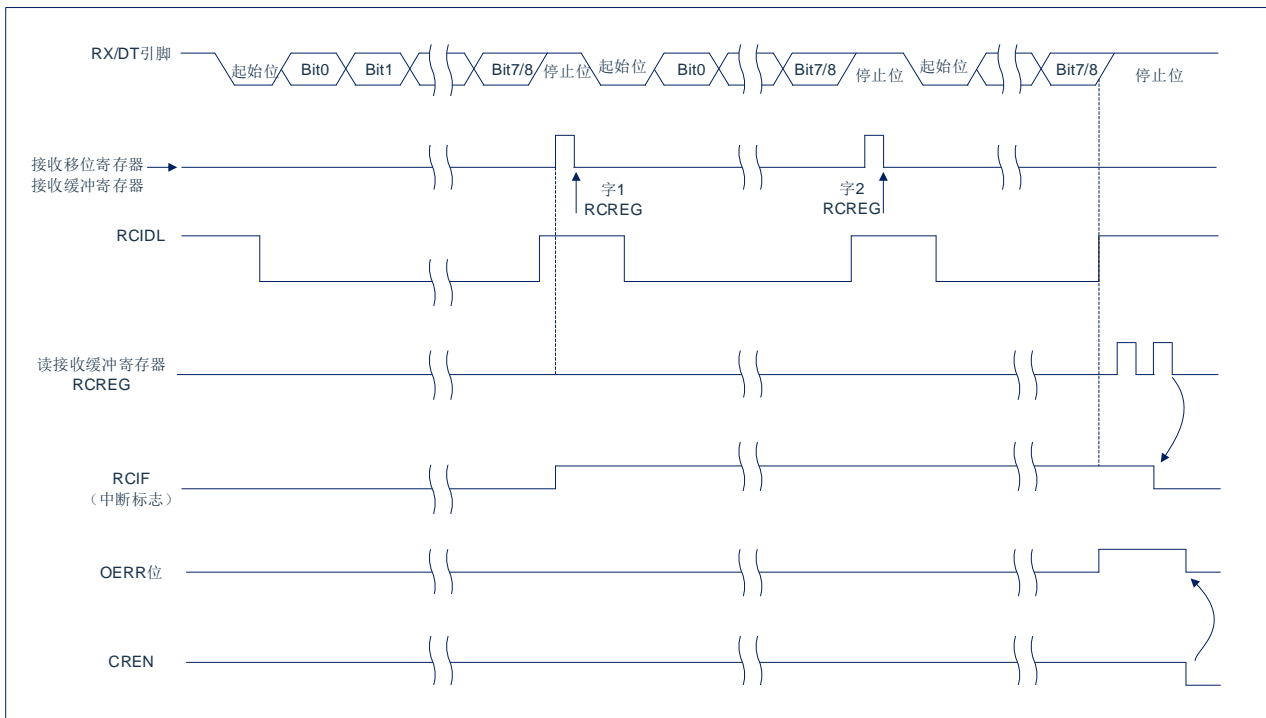 RX/DT引脚
起始位 Bit0 Bit1 Bit7/8 停止位 起始位 Bit0 Bit7/8 停止位 起始位 Bit7/8 停止位
接收移位寄存器
接收缓冲寄存器
字1
RCREG
字2
RCREG
RCIDL
读接收缓冲寄存器
RCREG
RCIF
（中断标志）
OERR位
CREN